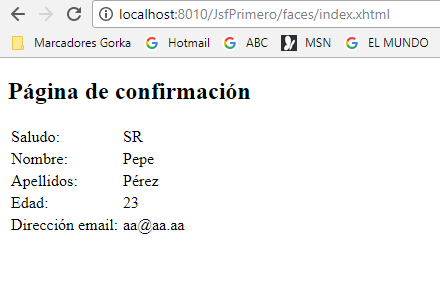 localhost:8010/JsfPrimero/faces/index.xhtml
Marcadores Gorka Hotmail ABC MSN EL MUNDO
Página de confirmación
Saludo: SR
Nombre: Pepe
Apellidos: Pérez
Edad: 23
Dirección email: aa@aa.aa